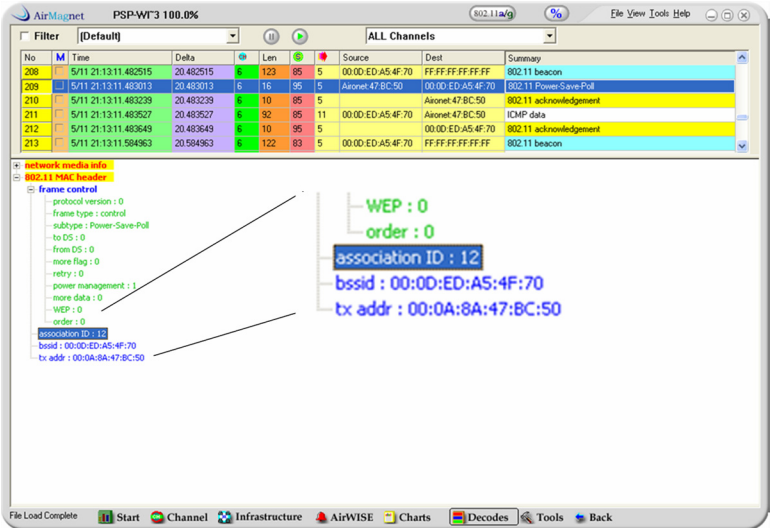 AirMagnet PSP-WI~3 100.0% 802.11a/g % File View Tools Help
Filter (Default) ALL Channels
No M Time Delta Len S Source Dest Summary
208 5/11 21:13:11.482515 20.482515 6 123 85 5 00:0D:ED:A5:4F:70 FF:FF:FF:FF:FF:FF 802.11 beacon
209 5/11 21:13:11.483013 20.483013 6 16 95 5 Aironet:47:BC:50 00:0D:ED:A5:4F:70 802.11 Power-Save-Poll
210 5/11 21:13:11.483239 20.483239 6 10 85 5 Aironet:47:BC:50 802.11 acknowledgement
211 5/11 21:13:11.483527 20.483527 6 92 85 11 00:0D:ED:A5:4F:70 Aironet:47:BC:50 ICMP data
212 5/11 21:13:11.483649 20.483649 6 10 95 5 00:0D:ED:A5:4F:70 802.11 acknowledgement
213 5/11 21:13:11.584963 20.584963 6 122 83 5 00:0D:ED:A5:4F:70 FF:FF:FF:FF:FF:FF 802.11 beacon
network media info
802.11 MAC header
frame control
protocol version : 0
frame type : control
subtype : Power-Save-Poll
to DS : 0
from DS : 0
more flag : 0
retry : 0
power management : 1
more data : 0
WEP : 0
order : 0
association ID : 12
bssid : 00:0D:ED:A5:4F:70
tx addr : 00:0A:8A:47:BC:50
WEP : 0
order : 0
association ID : 12
bssid : 00:0D:ED:A5:4F:70
tx addr : 00:0A:8A:47:BC:50
File Load Complete Start Channel Infrastructure AirWISE Charts Decodes Tools Back